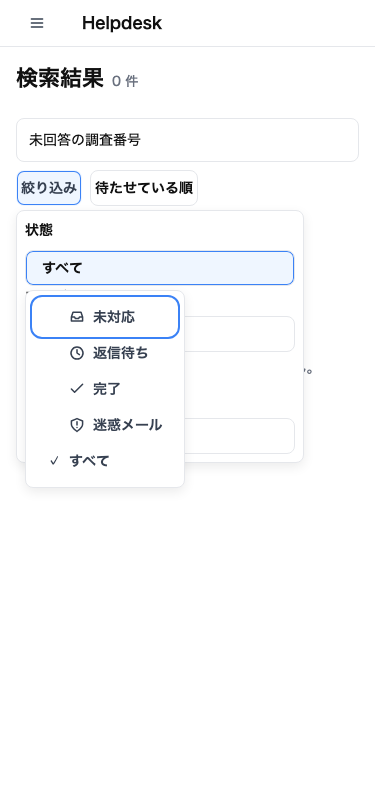 Helpdesk
検索結果 0 件
未回答の調査番号
絞り込み 待たせている順
状態
すべて
未対応
返信待ち
完了
迷惑メール
すべて